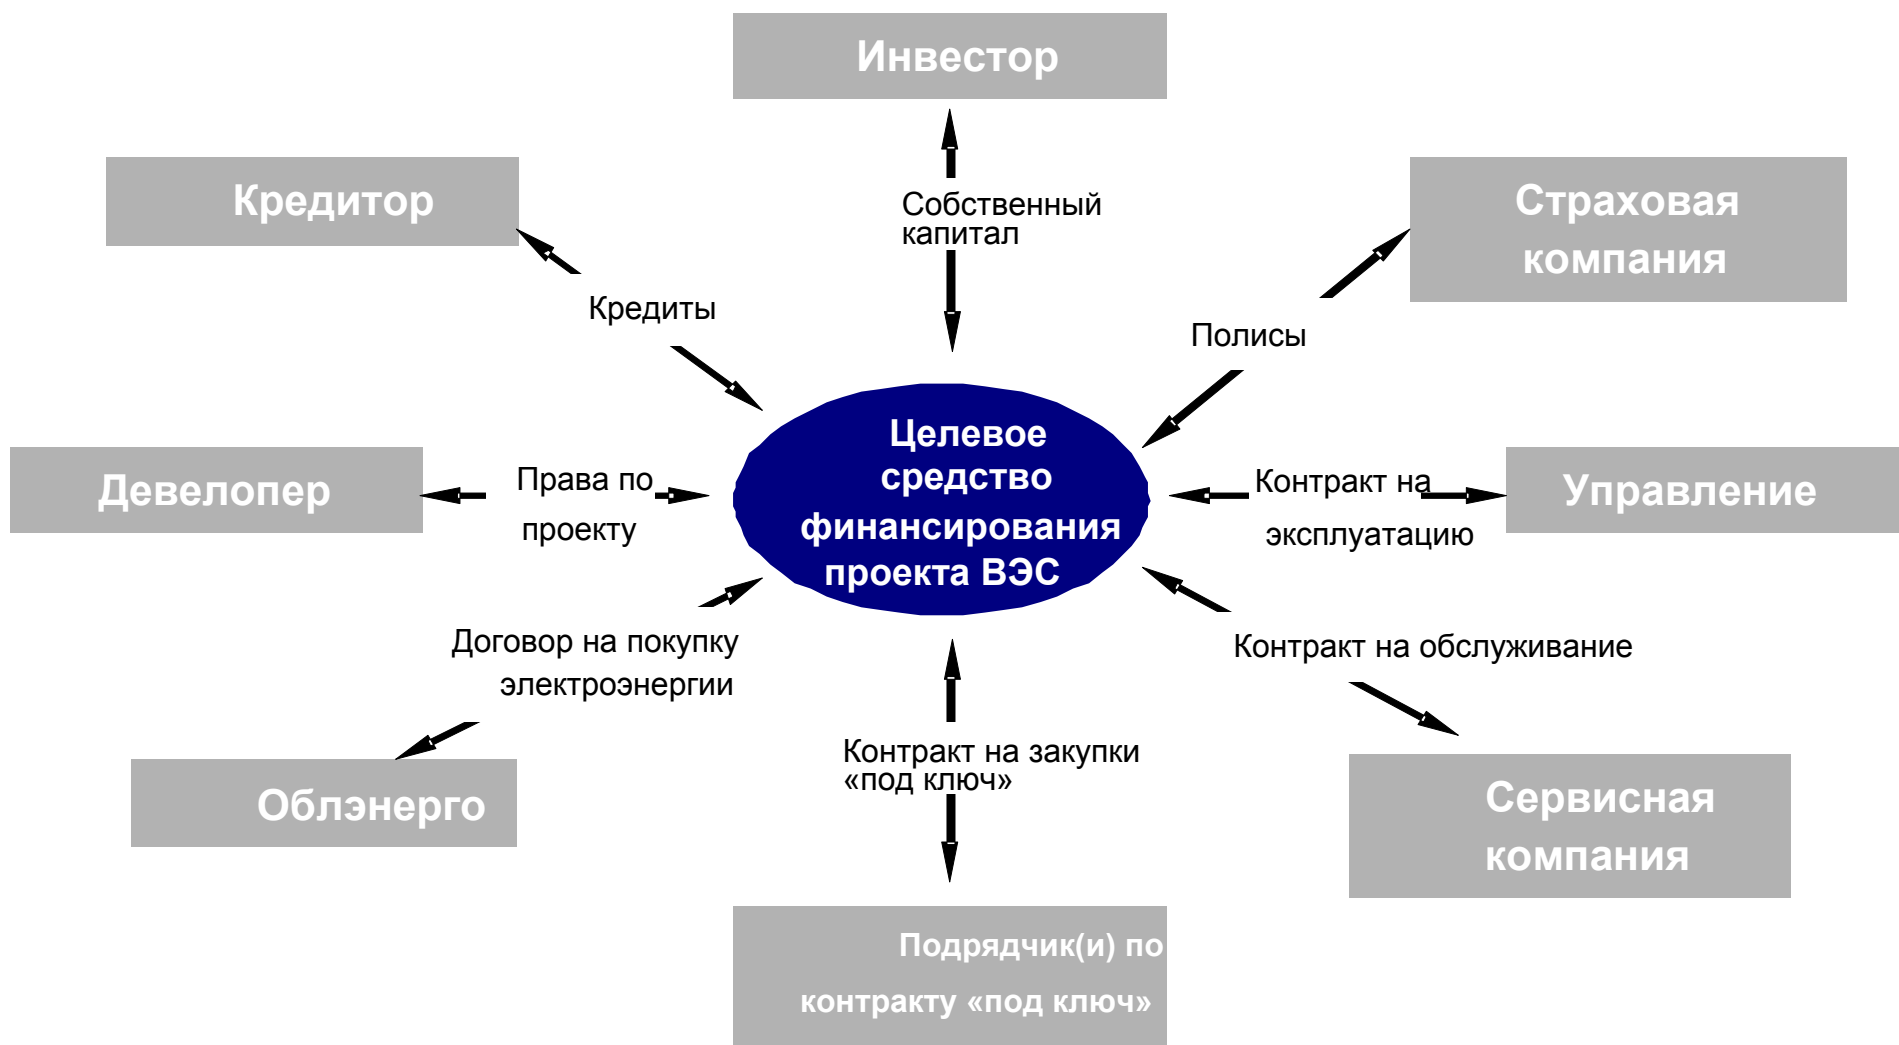 Инвестор
Кредитор
Страховая
компания
Собственный
капитал
Кредиты
Полисы
Целевое
средство
финансирования
проекта ВЭС
Девелопер
Права по
проекту
Контракт на
эксплуатацию
Управление
Договор на покупку
электроэнергии
Контракт на обслуживание
Облэнерго
Контракт на закупки
«под ключ»
Сервисная
компания
Подрядчик(и) по
контракту «под ключ»